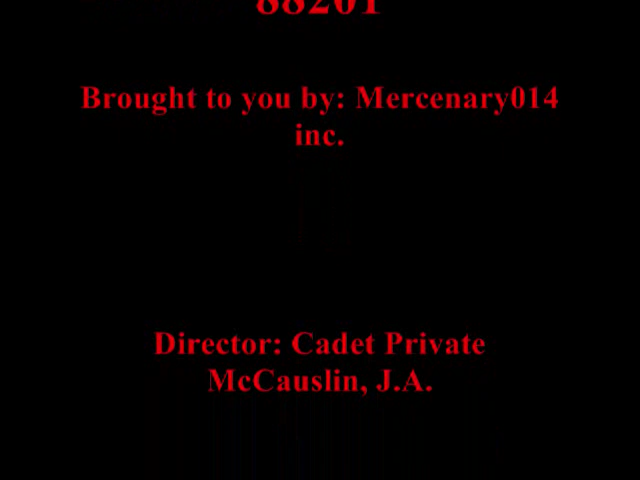 88201
Brought to you by: Mercenary014
inc.
Director: Cadet Private
McCauslin, J.A.